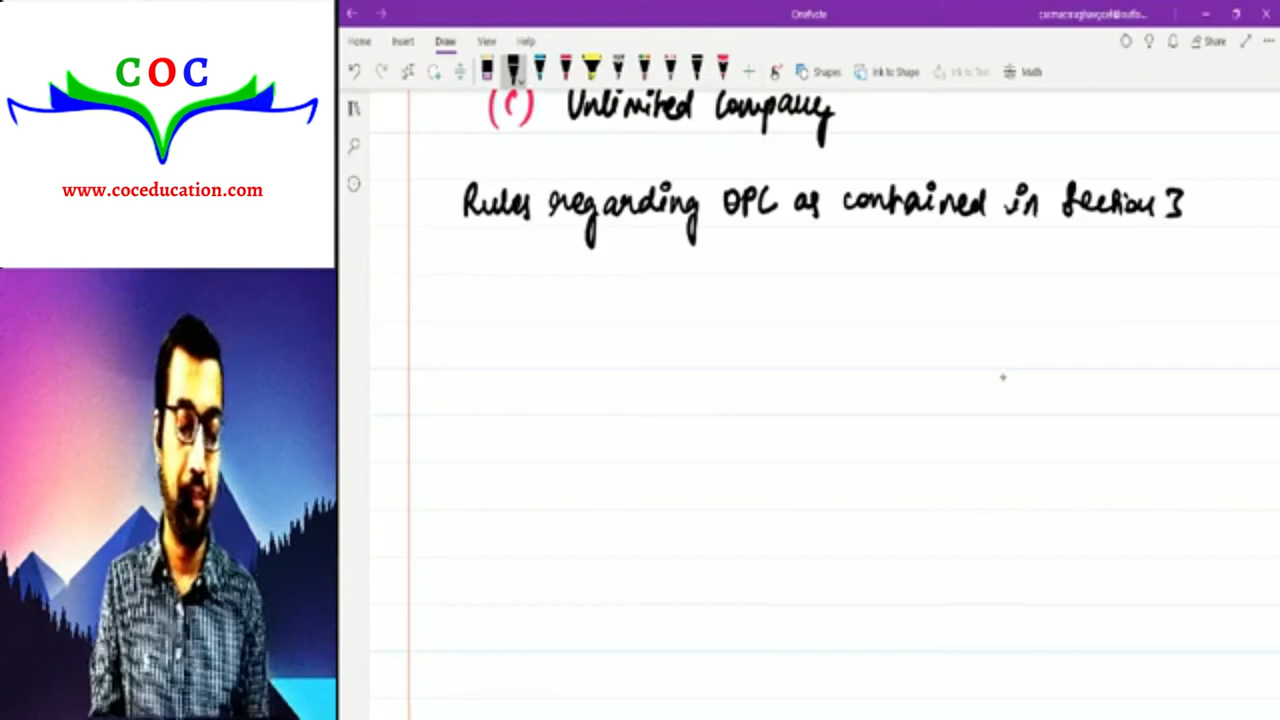 OneNote
COC
Home Insert Draw View Help
Share
Shapes Ink to Shape Ink to Text Math
(C) Unlimited Company
www.coceducation.com
Rules regarding OPC as contained in Section 3